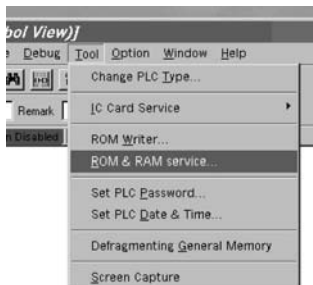 bol View)]
Debug Tool Option Window Help
Change PLC Type...
Remark
IC Card Service
n Disabled
ROM Writer...
ROM & RAM service...
Set PLC Password...
Set PLC Date & Time...
Defragmenting General Memory
Screen Capture